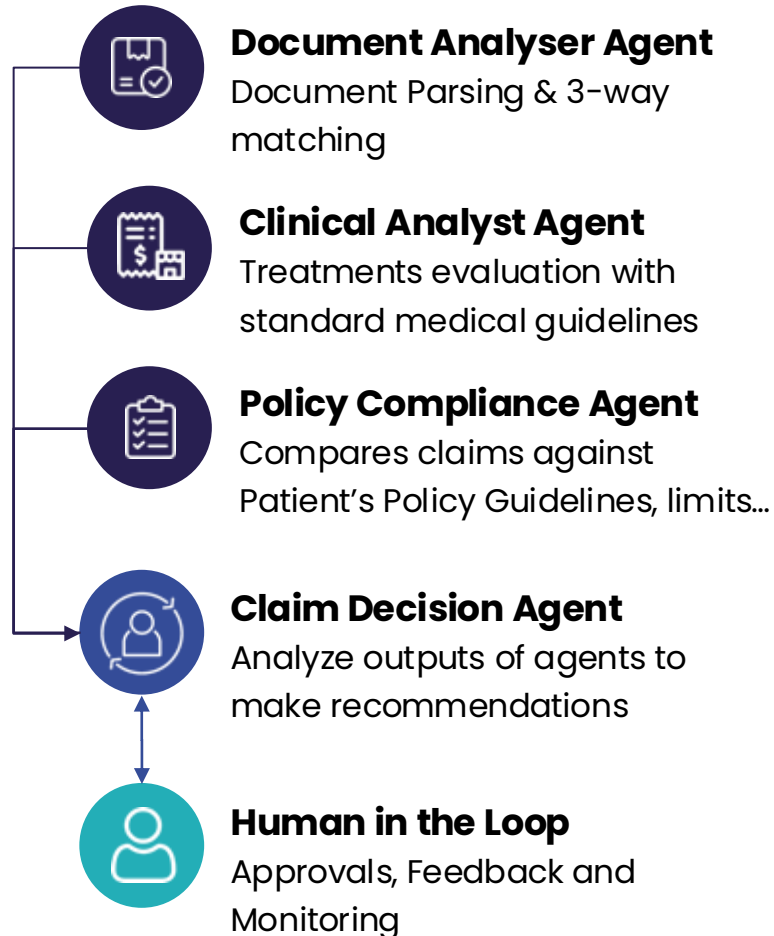 Document Analyser Agent
Document Parsing & 3-way
matching
Clinical Analyst Agent
Treatments evaluation with
standard medical guidelines
$
Policy Compliance Agent
Compares claims against
Patient's Policy Guidelines, limits...
Claim Decision Agent
Analyze outputs of agents to
make recommendations
Human in the Loop
Approvals, Feedback and
Monitoring